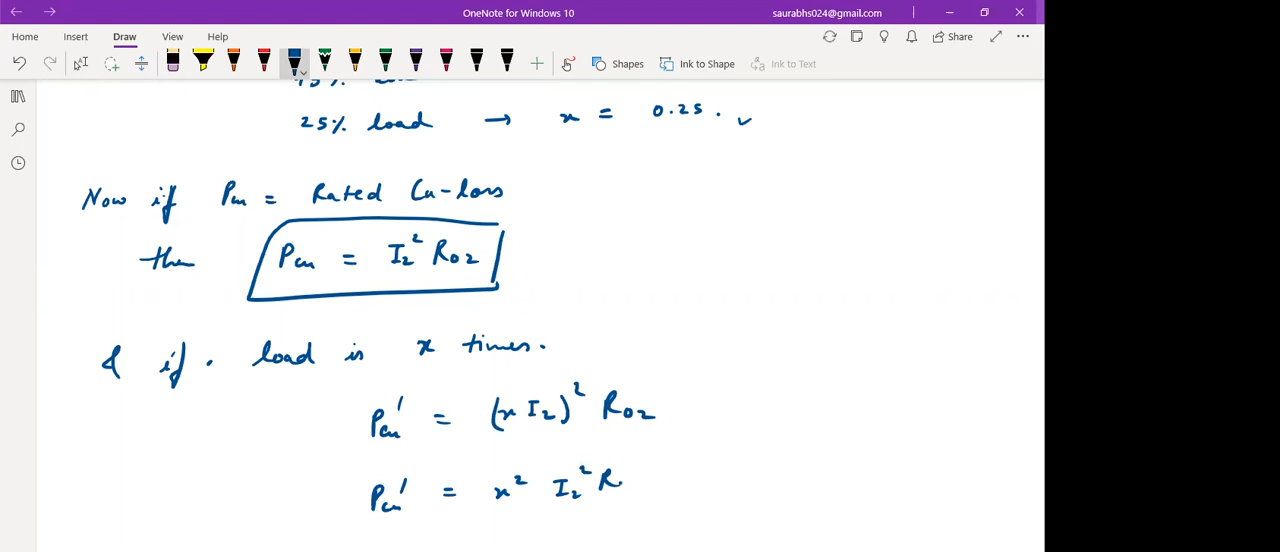 OneNote for Windows 10
saurabhs024@gmail.com
Home Insert Draw View Help
Share
Shapes
Ink to Shape
Ink to Text
25% load → x = 0.25. ✓
Now if Pcu = Rated Cu-loss
then Pcu = I₂² R₀₂
& if. load is x times.
Pcu' = (x I₂)² R₀₂
Pcu' = x² I₂² R